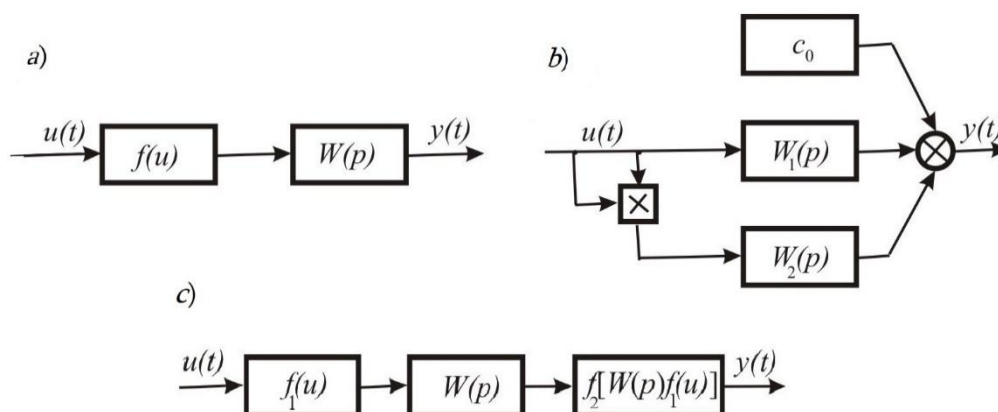 a)
u(t) f(u) W(p) y(t)
b)
c₀
u(t) W₁(p) ⊗ y(t)
×
W₂(p)
c)
u(t) f₁(u) W(p) f₂[W(p)f₁(u)] y(t)